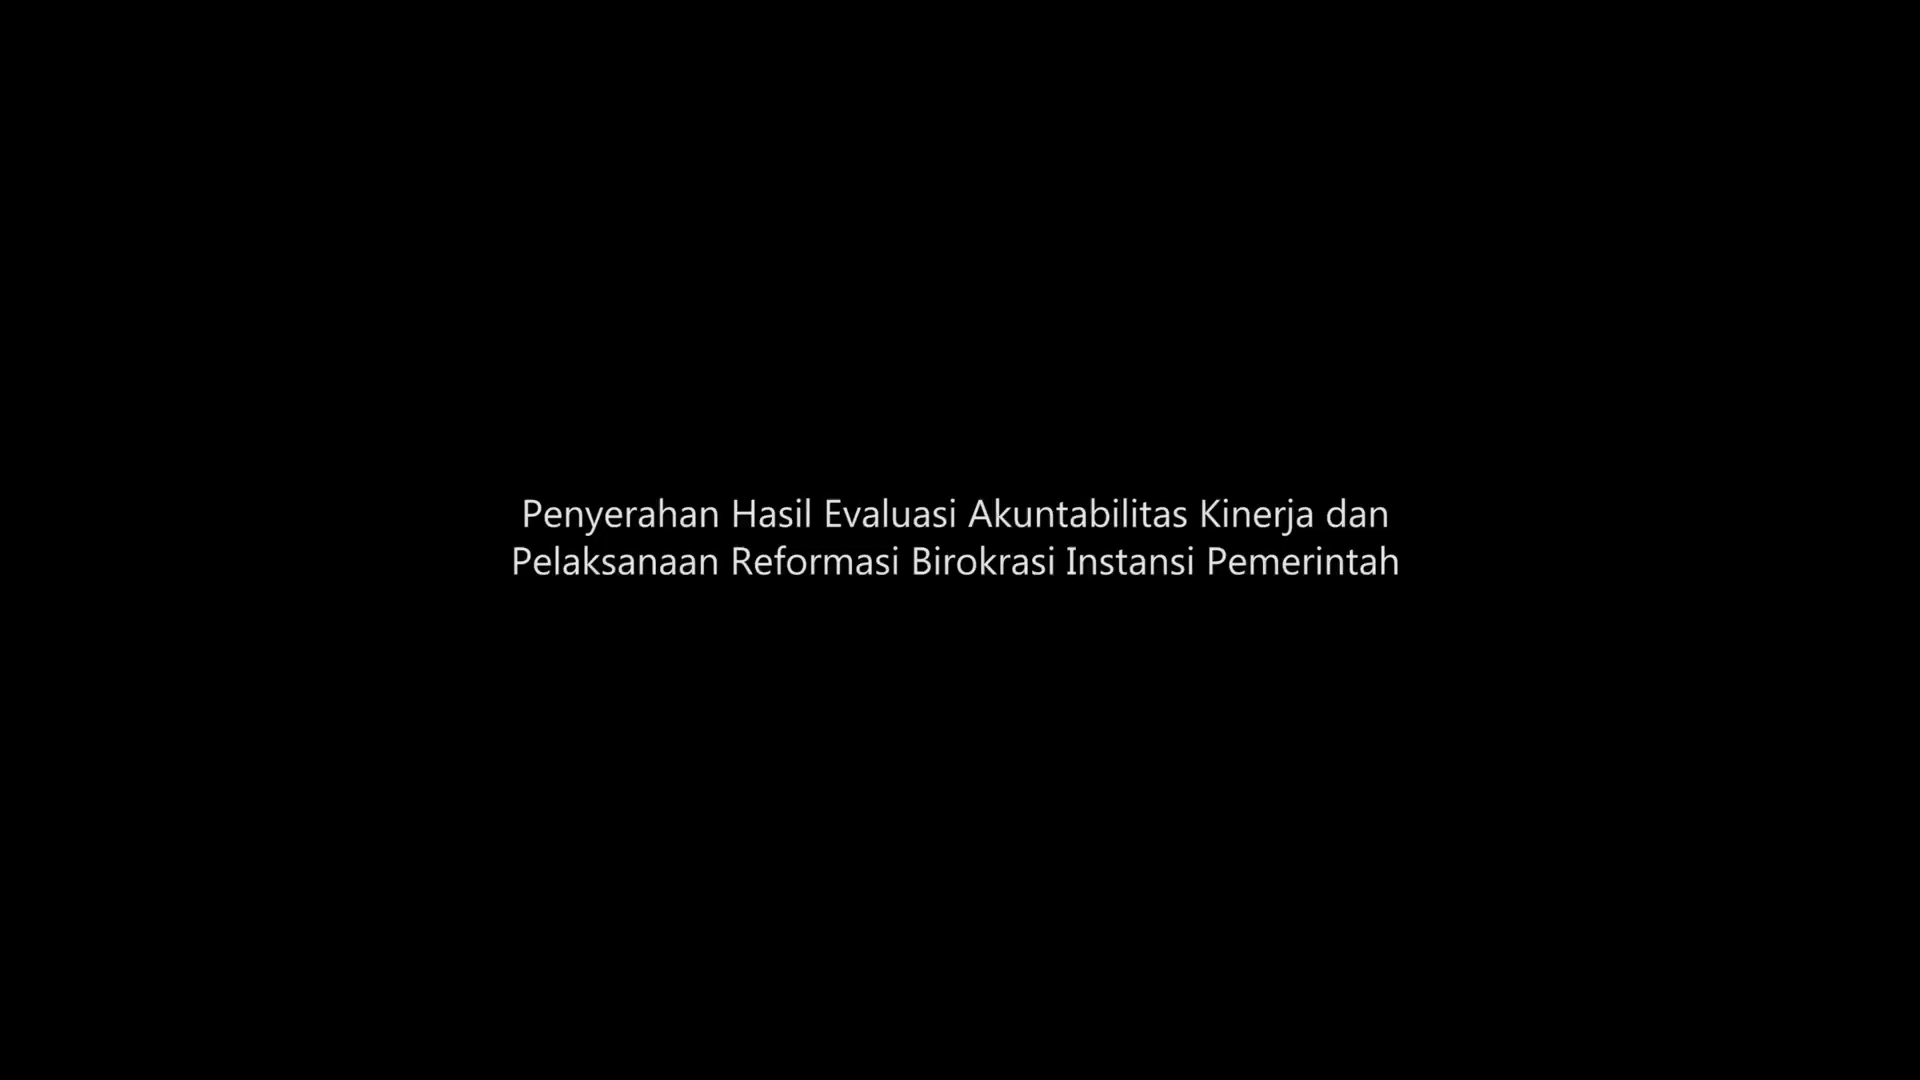 Penyerahan Hasil Evaluasi Akuntabilitas Kinerja dan
Pelaksanaan Reformasi Birokrasi Instansi Pemerintah